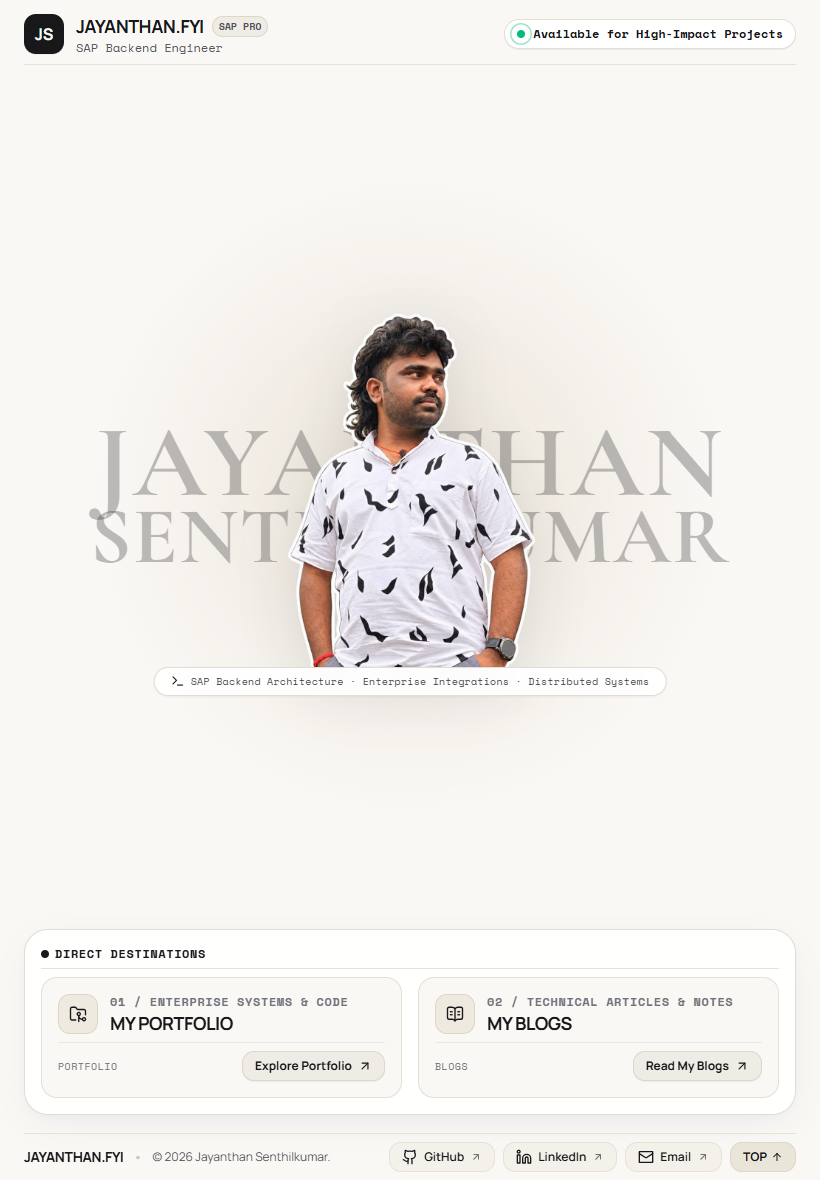 JS
JAYANTHAN.FYI SAP PRO
SAP Backend Engineer
Available for High-Impact Projects
JAYA THAN
SENT UMAR
SAP Backend Architecture · Enterprise Integrations · Distributed Systems
DIRECT DESTINATIONS
01 / ENTERPRISE SYSTEMS & CODE
MY PORTFOLIO
PORTFOLIO
Explore Portfolio
02 / TECHNICAL ARTICLES & NOTES
MY BLOGS
BLOGS
Read My Blogs
JAYANTHAN.FYI • © 2026 Jayanthan Senthilkumar.
GitHub
LinkedIn
Email
TOP ↑